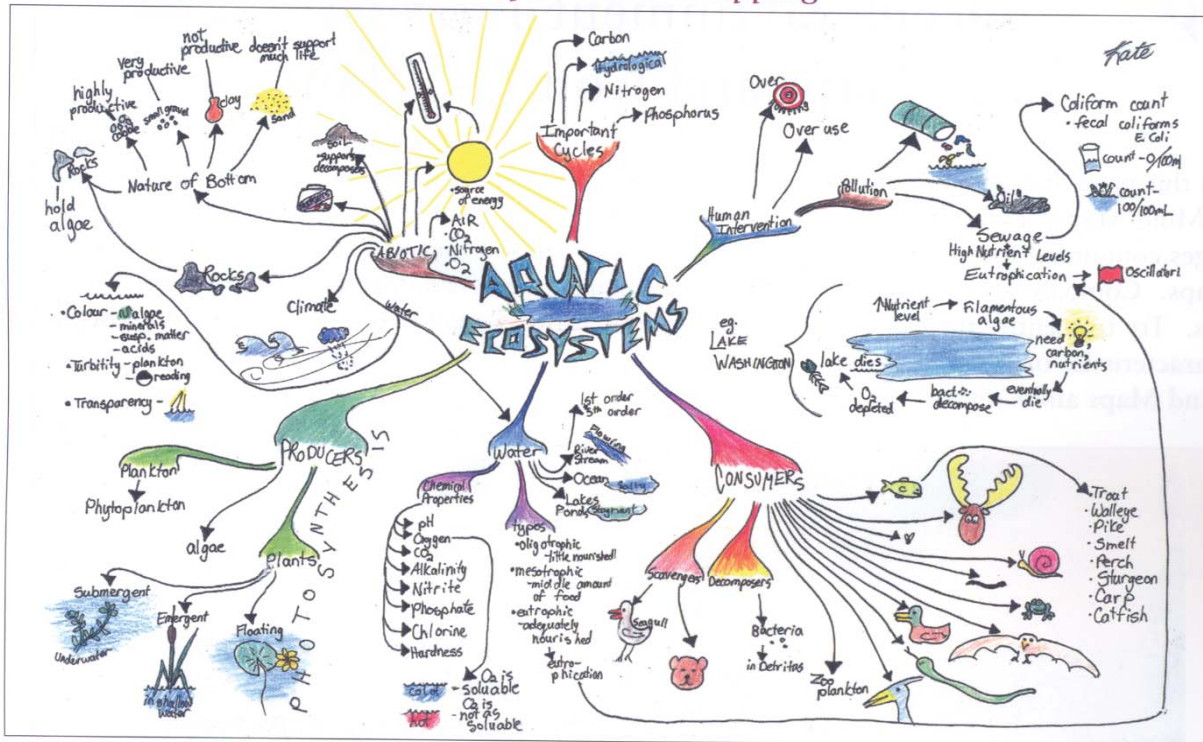 Kate
AQUATIC
ECOSYSTEMS
Important
Cycles
Carbon
Hydrological
Nitrogen
Phosphorus
Human
Intervention
Over
Over use
Pollution
Oil
Sewage
High Nutrient Levels
Eutrophication
Coliform count
• fecal coliforms
E. Coli
count - 0/100ml
count -
100/100mL
eg.
LAKE
WASHINGTON
↑Nutrient
level
Filamentous
algae
need
carbon,
nutrients
eventually
die
bact.
decompose
O2
depleted
lake dies
CONSUMERS
• Trout
• Walleye
• Pike
• Smelt
• Perch
• Sturgeon
• Carp
• Catfish
Zoo
plankton
Decomposers
Bacteria
in Detritas
Scavengers
Seagull
Water
1st order
5th order
Flowing
River
Stream
Ocean
Salty
Lakes
Ponds
Stagnant
types
• oligotrophic
- little nourished
• mesotrophic
- middle amount
of food
• eutrophic
- adequately
nourished
eutro-
phication
Chemical
Properties
pH
Oxygen
CO2
Alkalinity
Nitrite
Phosphate
Chlorine
Hardness
cold
soluable
hot
not as
soluable
PRODUCERS
PHOTOSYNTHESIS
Plankton
Phytoplankton
algae
Plants
Submergent
Underwater
Emergent
in shallow
water
Floating
ABIOTIC
AIR
• CO2
• Nitrogen
• O2
• source
of energy
Soil
• supports
decomposers
Nature of Bottom
highly
productive
very
productive
small gravel
not
productive
clay
doesn't support
much life
sand
Rocks
Rocks
hold
algae
Climate
Water
• Colour - algae
- minerals
- susp. matter
- acids
• Turbitity - plankton
- reading
• Transparency -